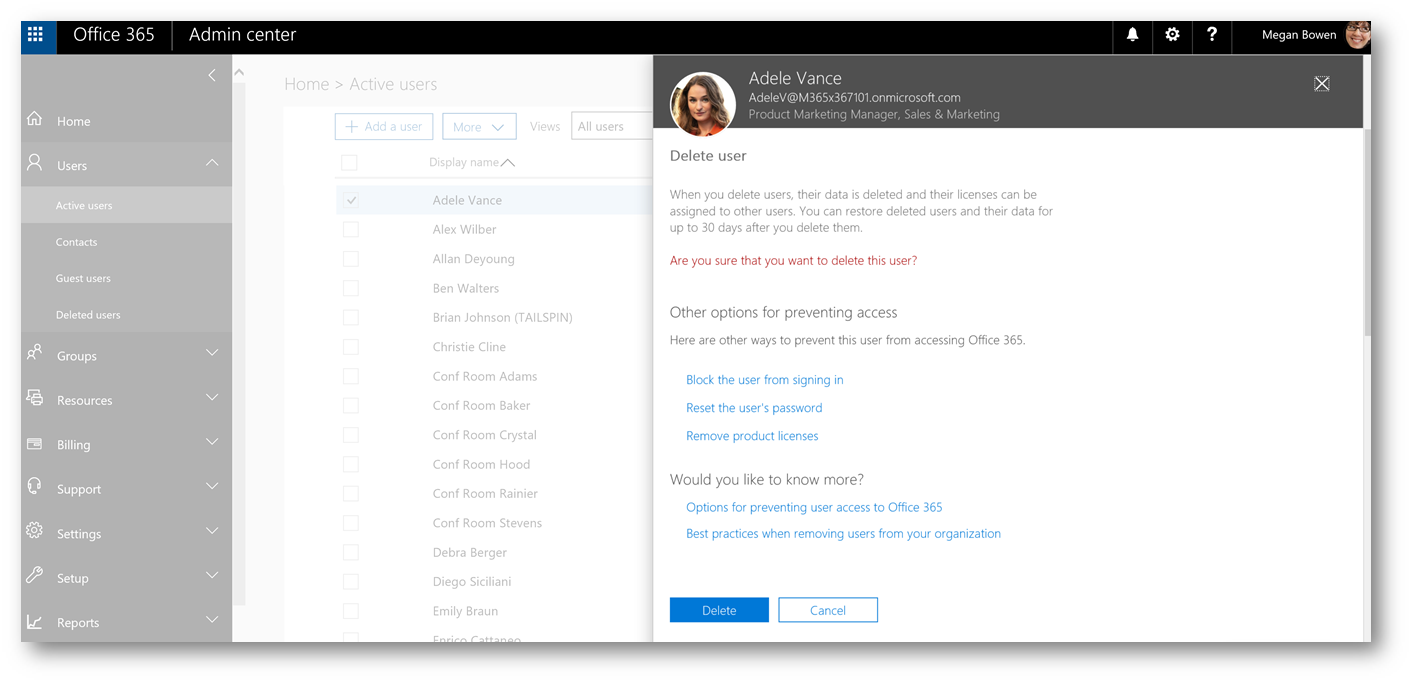 Office 365
Admin center
?
Megan Bowen
Home
Users
Active users
Contacts
Guest users
Deleted users
Groups
Resources
Billing
Support
Settings
Setup
Reports
Home > Active users
Add a user
More
Views
All users
Display name
Adele Vance
Alex Wilber
Allan Deyoung
Ben Walters
Brian Johnson (TAILSPIN)
Christie Cline
Conf Room Adams
Conf Room Baker
Conf Room Crystal
Conf Room Hood
Conf Room Rainier
Conf Room Stevens
Debra Berger
Diego Siciliani
Emily Braun
Enrico Cattaneo
Adele Vance
AdeleV@M365x367101.onmicrosoft.com
Product Marketing Manager, Sales & Marketing
Delete user
When you delete users, their data is deleted and their licenses can be
assigned to other users. You can restore deleted users and their data for
up to 30 days after you delete them.
Are you sure that you want to delete this user?
Other options for preventing access
Here are other ways to prevent this user from accessing Office 365.
Block the user from signing in
Reset the user's password
Remove product licenses
Would you like to know more?
Options for preventing user access to Office 365
Best practices when removing users from your organization
Delete
Cancel